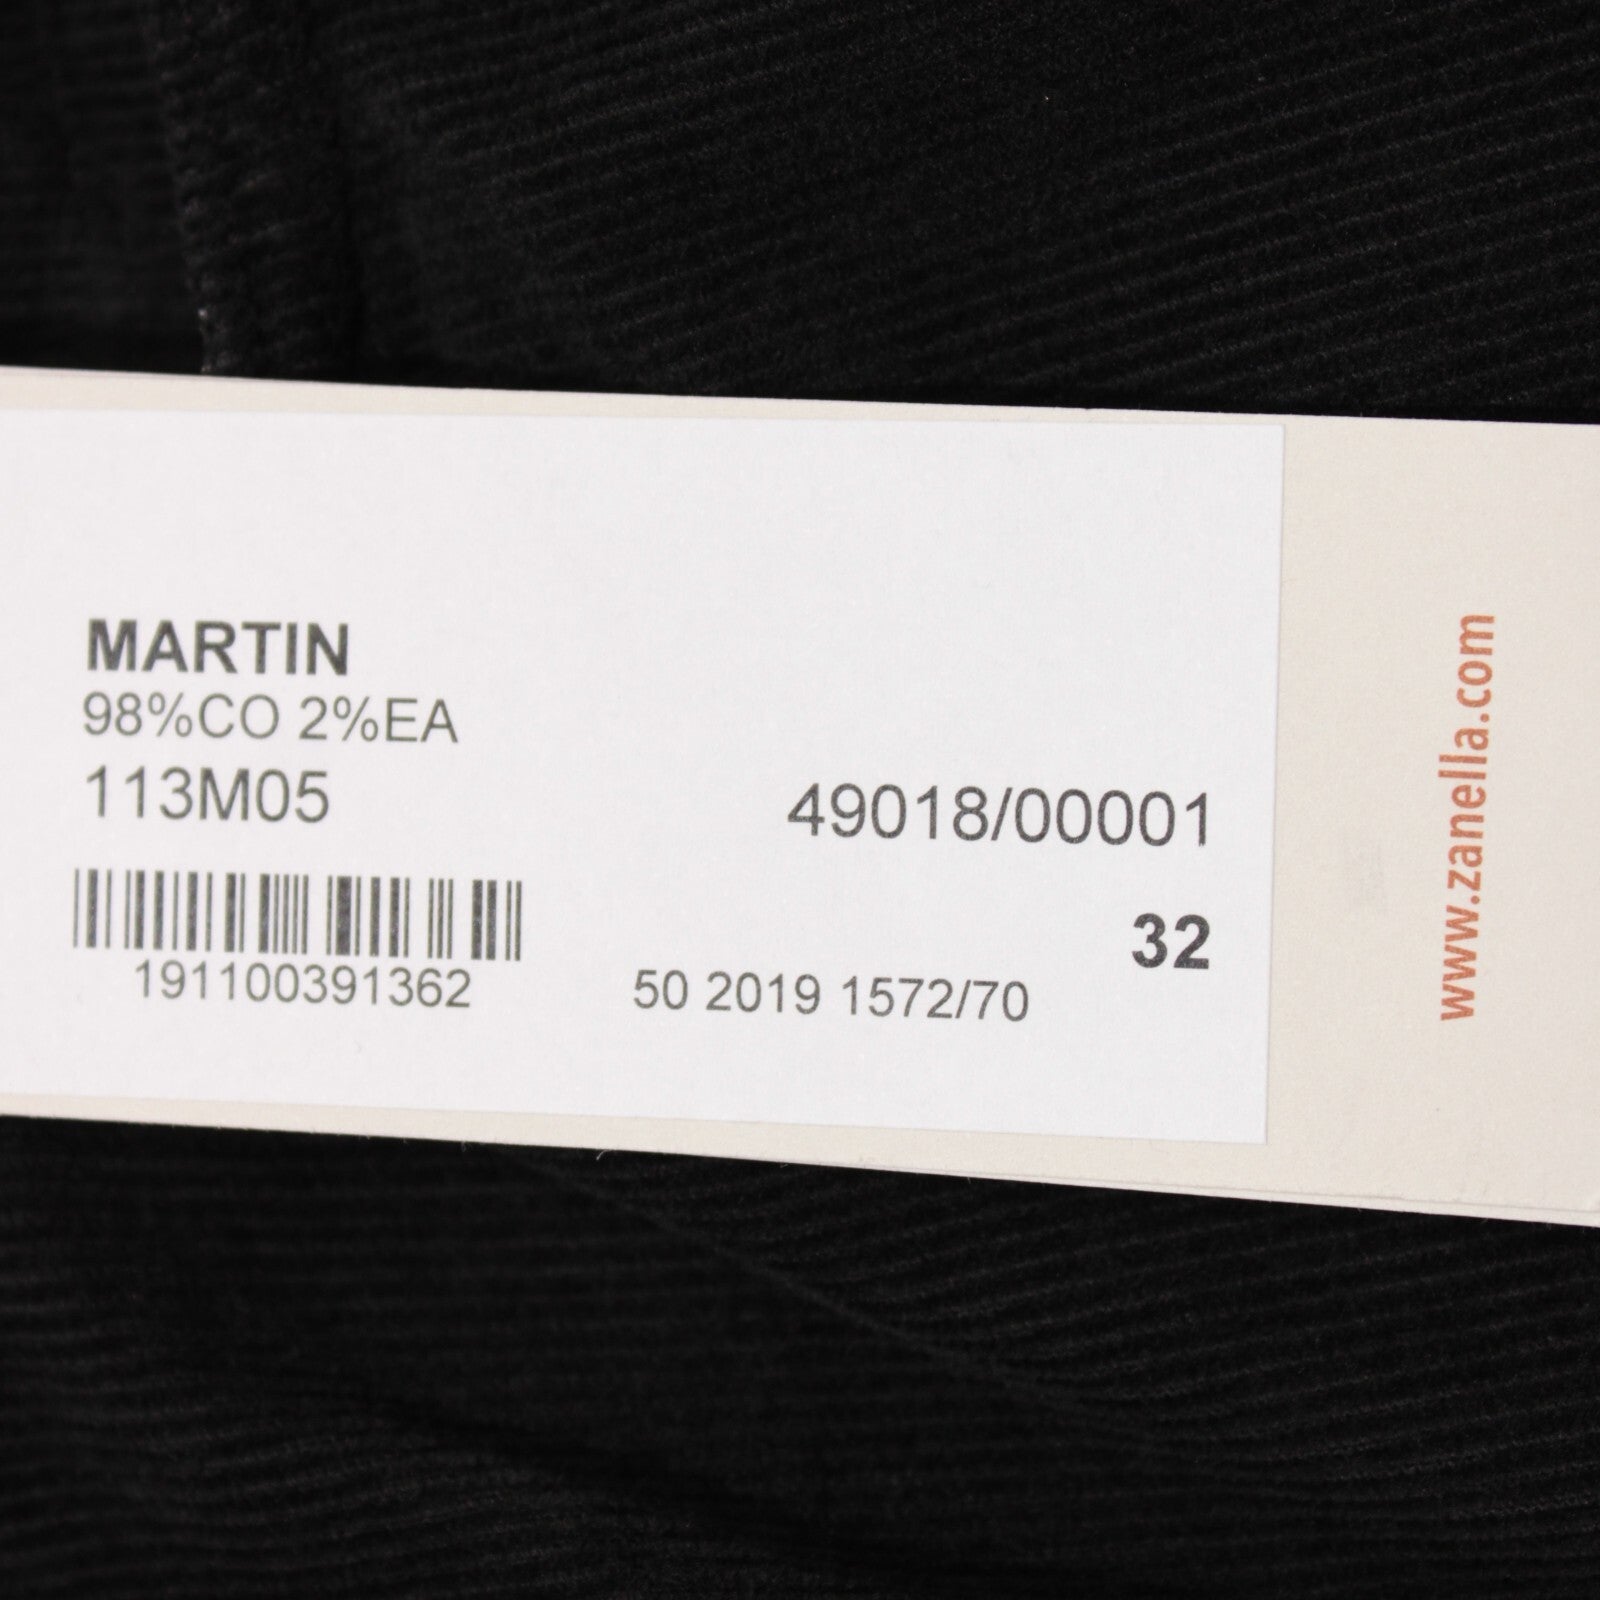 MARTIN
98%CO 2%EA
113M05
49018/00001
32
191100391362
50 2019 1572/70
www.zanella.com